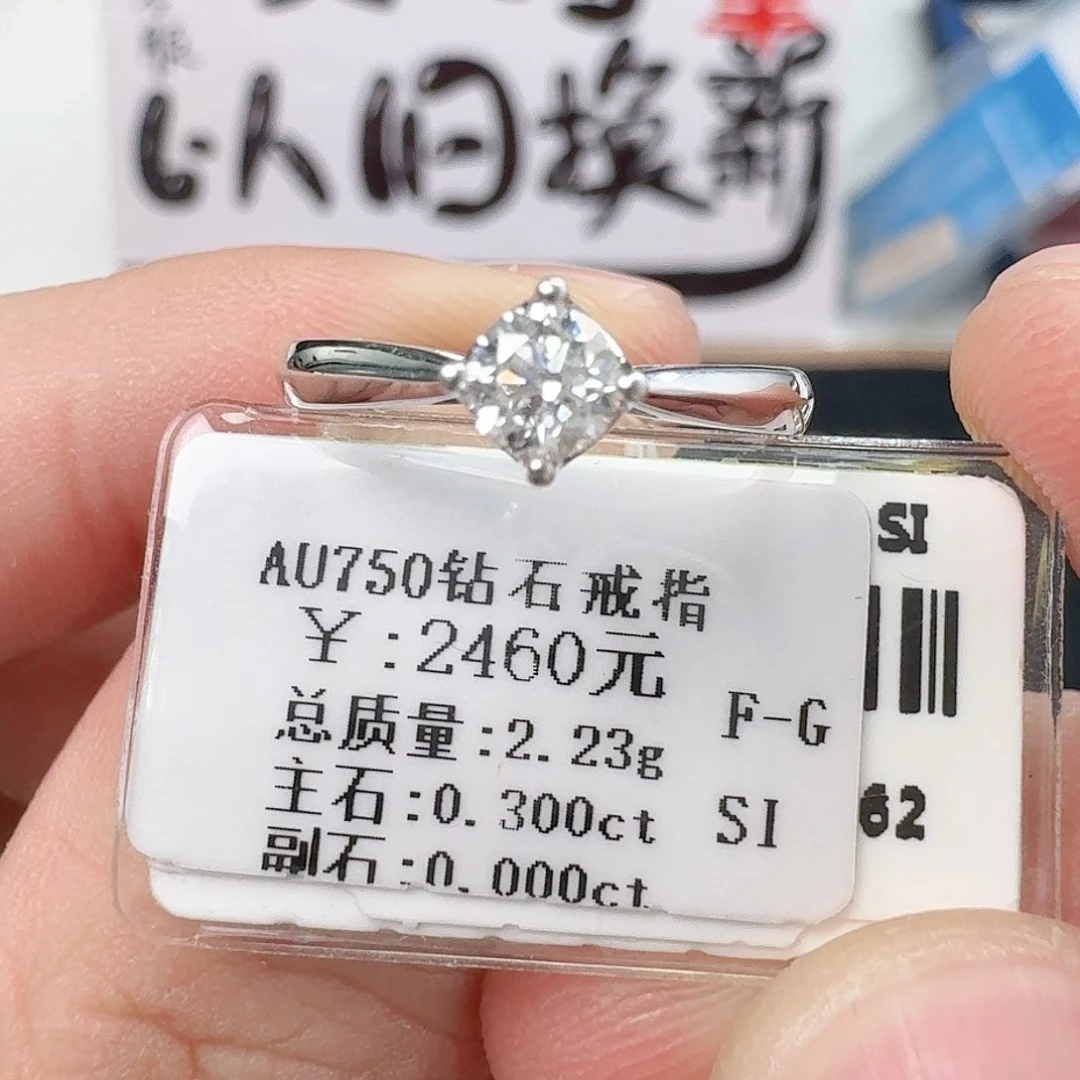 以旧换新
SI
AU750钻石戒指
¥:2460元
总质量:2.23g
F-G
主石:0.300ct
SI
62
副石:0.000ct